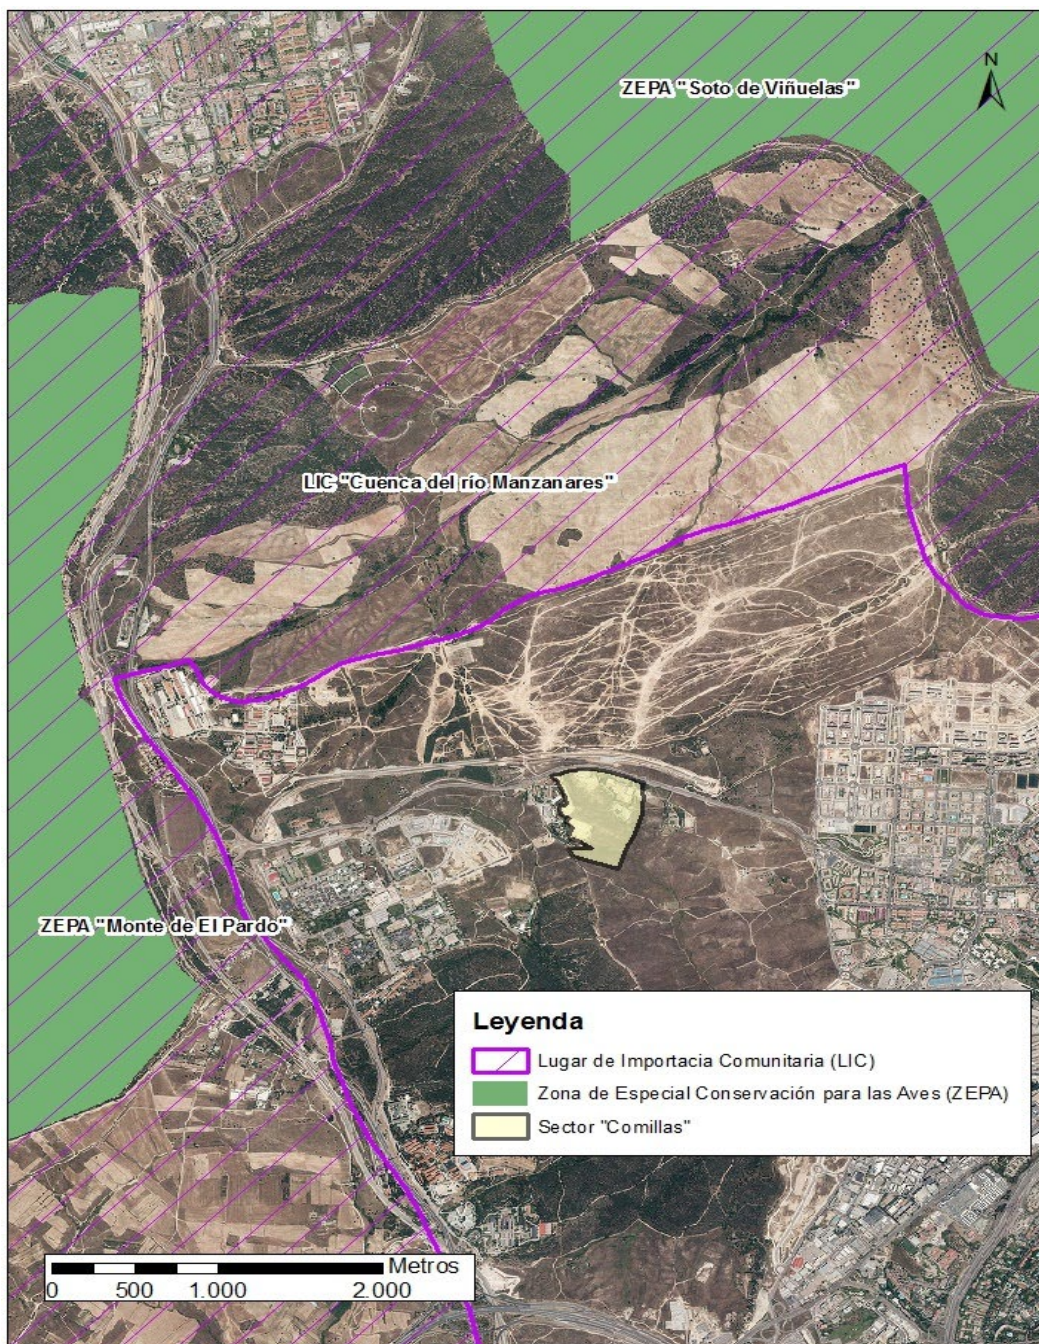 N
ZEPA "Soto de Viñuelas"
LIC "Cuenca del río Manzanares"
ZEPA "Monte de El Pardo"
Leyenda
Lugar de Importacia Comunitaria (LIC)
Zona de Especial Conservación para las Aves (ZEPA)
Sector "Comillas"
Metros
0 500 1.000 2.000